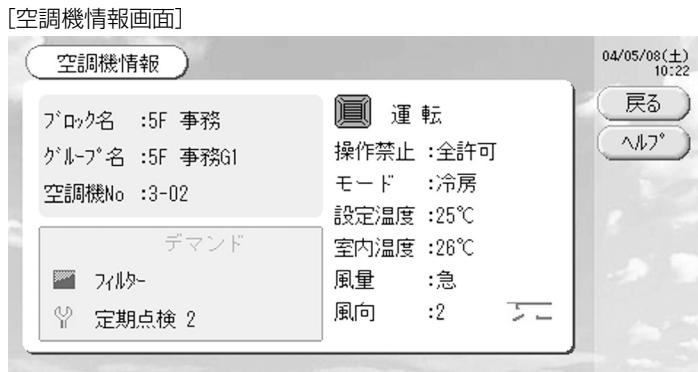 [空調機情報画面]
空調機情報
04/05/08(土)
10:22
戻る
ヘルプ
ブロック名 :5F 事務
グループ名 :5F 事務G1
空調機No :3-02
デマンド
フィルター
定期点検 2
運転
操作禁止 :全許可
モード :冷房
設定温度 :25℃
室内温度 :26℃
風量 :急
風向 :2